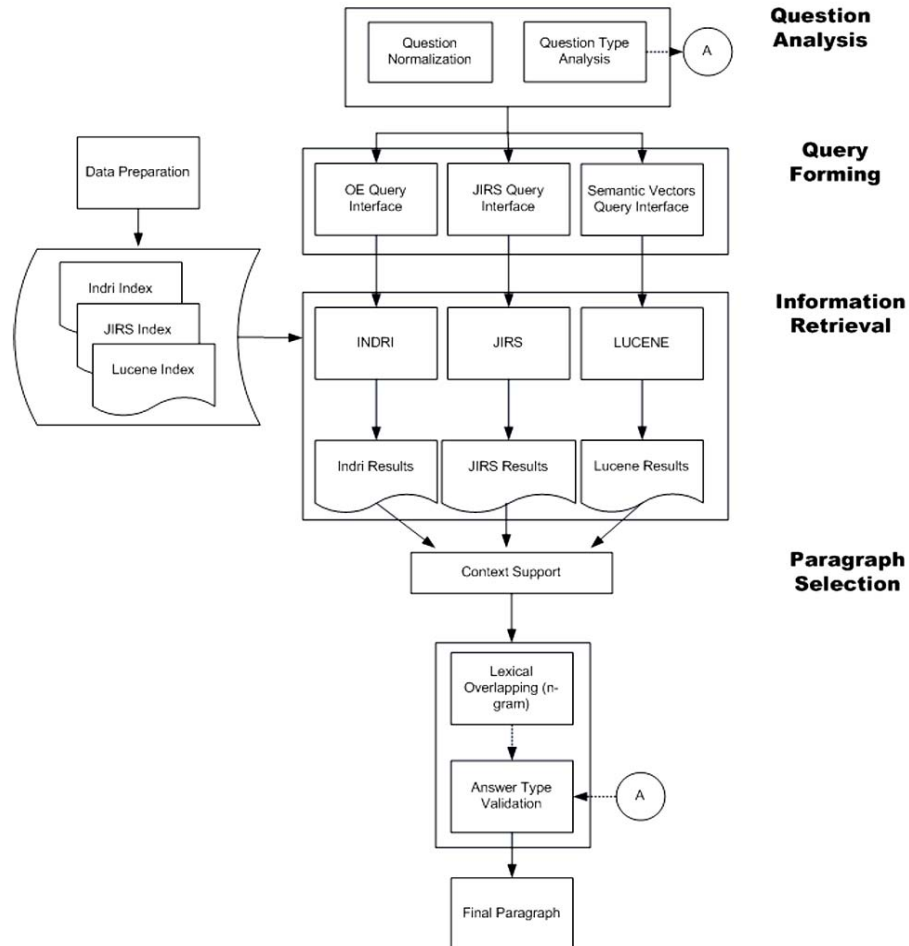 Question
Analysis
Question
Normalization
Question Type
Analysis
A
Query
Forming
Data Preparation
OE Query
Interface
JIRS Query
Interface
Semantic Vectors
Query Interface
Information
Retrieval
Indri Index
JIRS Index
Lucene Index
INDRI
JIRS
LUCENE
Indri Results
JIRS Results
Lucene Results
Paragraph
Selection
Context Support
Lexical
Overlapping (n-
gram)
Answer Type
Validation
A
Final Paragraph